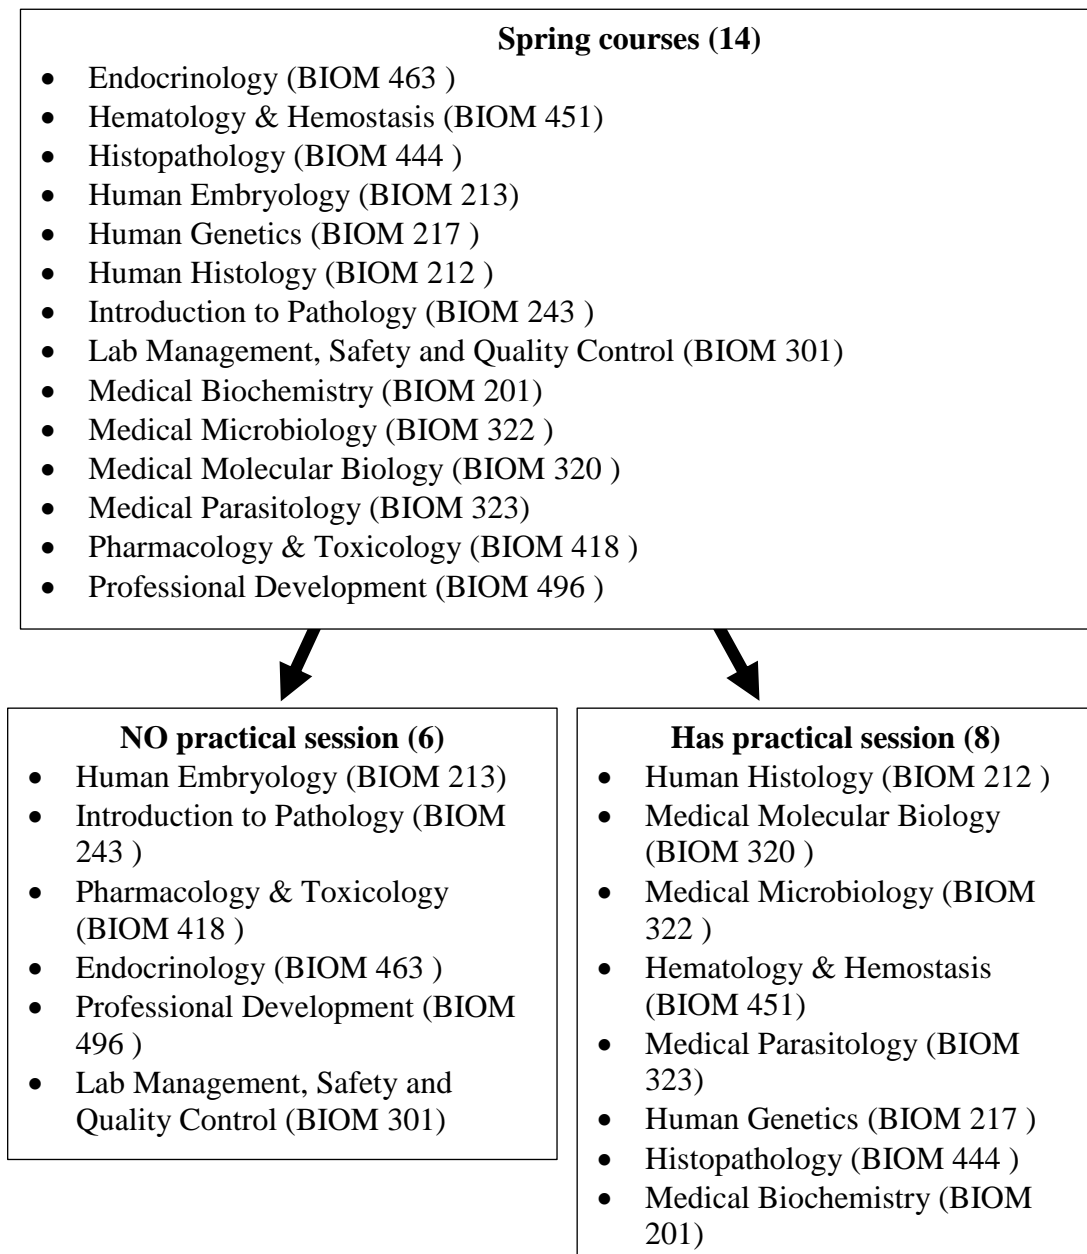 Spring courses (14)
• Endocrinology (BIOM 463 )
• Hematology & Hemostasis (BIOM 451)
• Histopathology (BIOM 444 )
• Human Embryology (BIOM 213)
• Human Genetics (BIOM 217 )
• Human Histology (BIOM 212 )
• Introduction to Pathology (BIOM 243 )
• Lab Management, Safety and Quality Control (BIOM 301)
• Medical Biochemistry (BIOM 201)
• Medical Microbiology (BIOM 322 )
• Medical Molecular Biology (BIOM 320 )
• Medical Parasitology (BIOM 323)
• Pharmacology & Toxicology (BIOM 418 )
• Professional Development (BIOM 496 )
NO practical session (6)
• Human Embryology (BIOM 213)
• Introduction to Pathology (BIOM
243 )
• Pharmacology & Toxicology
(BIOM 418 )
• Endocrinology (BIOM 463 )
• Professional Development (BIOM
496 )
• Lab Management, Safety and
Quality Control (BIOM 301)
Has practical session (8)
• Human Histology (BIOM 212 )
• Medical Molecular Biology
(BIOM 320 )
• Medical Microbiology (BIOM
322 )
• Hematology & Hemostasis
(BIOM 451)
• Medical Parasitology (BIOM
323)
• Human Genetics (BIOM 217 )
• Histopathology (BIOM 444 )
• Medical Biochemistry (BIOM
201)